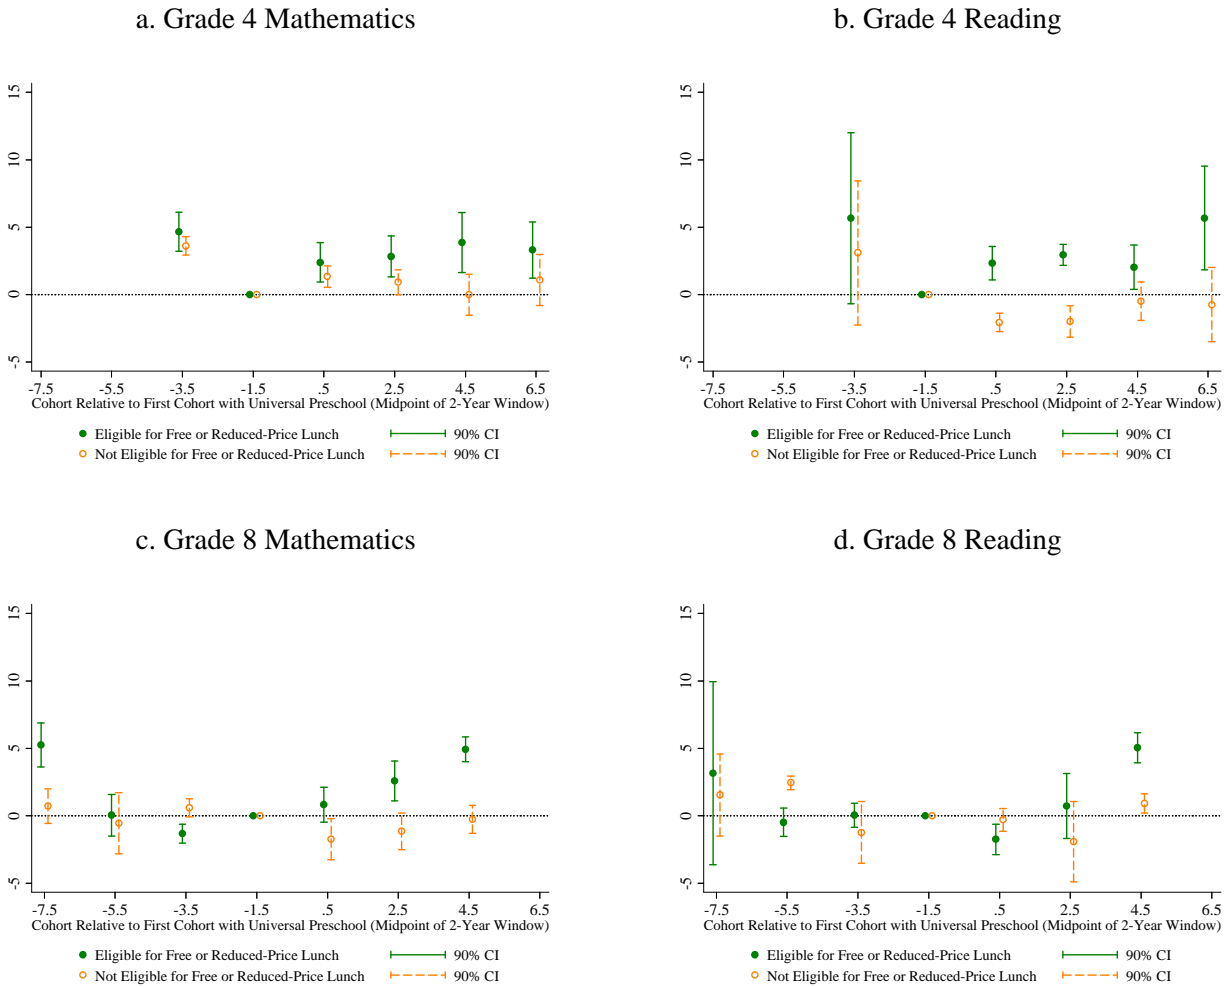 a. Grade 4 Mathematics
15
10
5
0
-5
-7.5 -5.5 -3.5 -1.5 .5 2.5 4.5 6.5
Cohort Relative to First Cohort with Universal Preschool (Midpoint of 2-Year Window)
Eligible for Free or Reduced-Price Lunch 90% CI
Not Eligible for Free or Reduced-Price Lunch 90% CI
b. Grade 4 Reading
15
10
5
0
-5
-7.5 -5.5 -3.5 -1.5 .5 2.5 4.5 6.5
Cohort Relative to First Cohort with Universal Preschool (Midpoint of 2-Year Window)
Eligible for Free or Reduced-Price Lunch 90% CI
Not Eligible for Free or Reduced-Price Lunch 90% CI
c. Grade 8 Mathematics
15
10
5
0
-5
-7.5 -5.5 -3.5 -1.5 .5 2.5 4.5 6.5
Cohort Relative to First Cohort with Universal Preschool (Midpoint of 2-Year Window)
Eligible for Free or Reduced-Price Lunch 90% CI
Not Eligible for Free or Reduced-Price Lunch 90% CI
d. Grade 8 Reading
15
10
5
0
-5
-7.5 -5.5 -3.5 -1.5 .5 2.5 4.5 6.5
Cohort Relative to First Cohort with Universal Preschool (Midpoint of 2-Year Window)
Eligible for Free or Reduced-Price Lunch 90% CI
Not Eligible for Free or Reduced-Price Lunch 90% CI